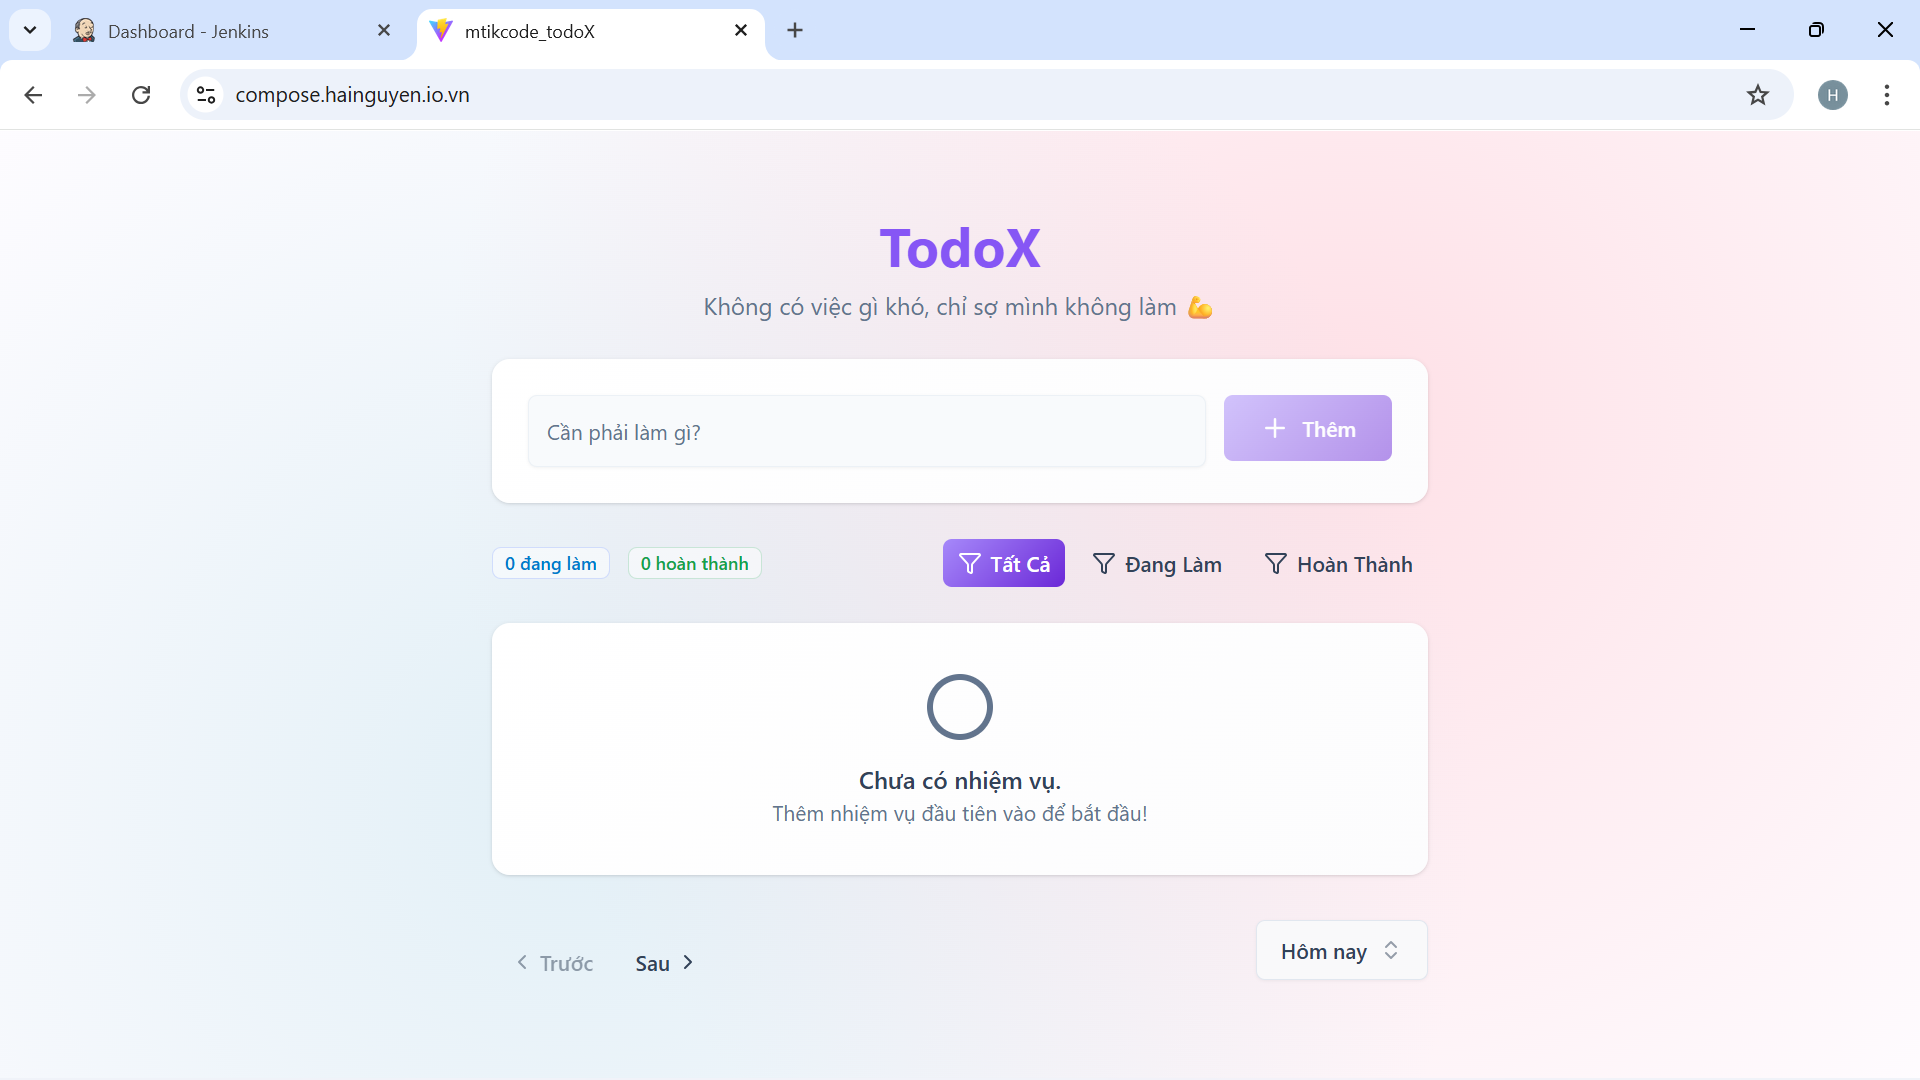 Dashboard - Jenkins
mtikcode_todoX
compose.hainguyen.io.vn
H
TodoX
Không có việc gì khó, chỉ sợ mình không làm 💪
Cần phải làm gì?
Thêm
0 đang làm
0 hoàn thành
Tất Cả
Đang Làm
Hoàn Thành
Chưa có nhiệm vụ.
Thêm nhiệm vụ đầu tiên vào để bắt đầu!
Trước
Sau
Hôm nay